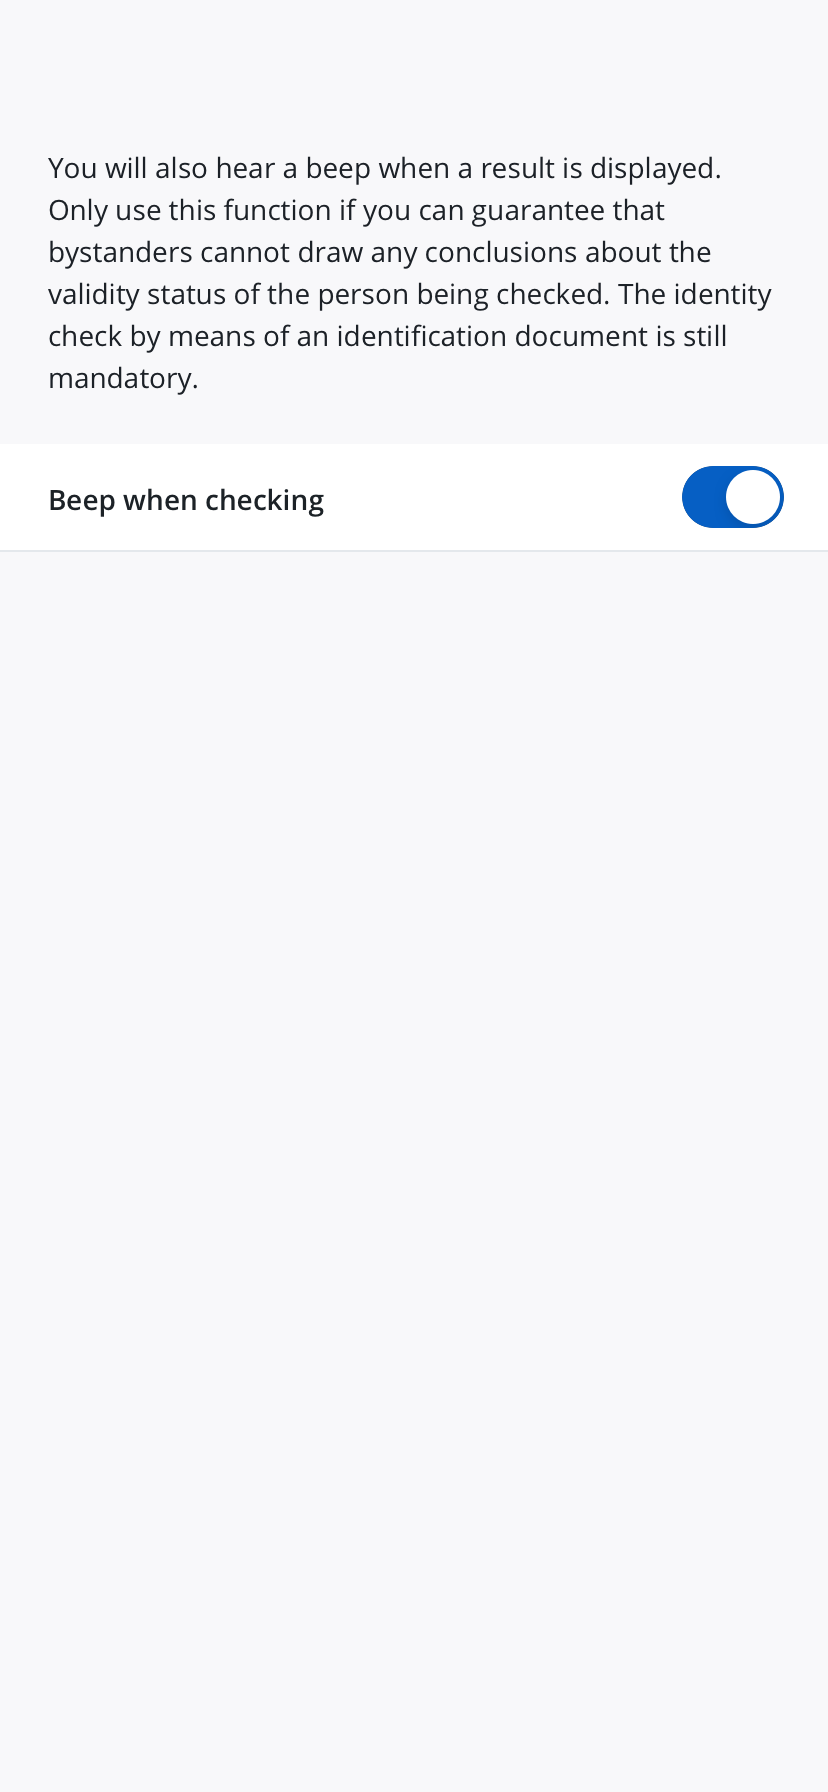 You will also hear a beep when a result is displayed.
Only use this function if you can guarantee that
bystanders cannot draw any conclusions about the
validity status of the person being checked. The identity
check by means of an identification document is still
mandatory.
Beep when checking